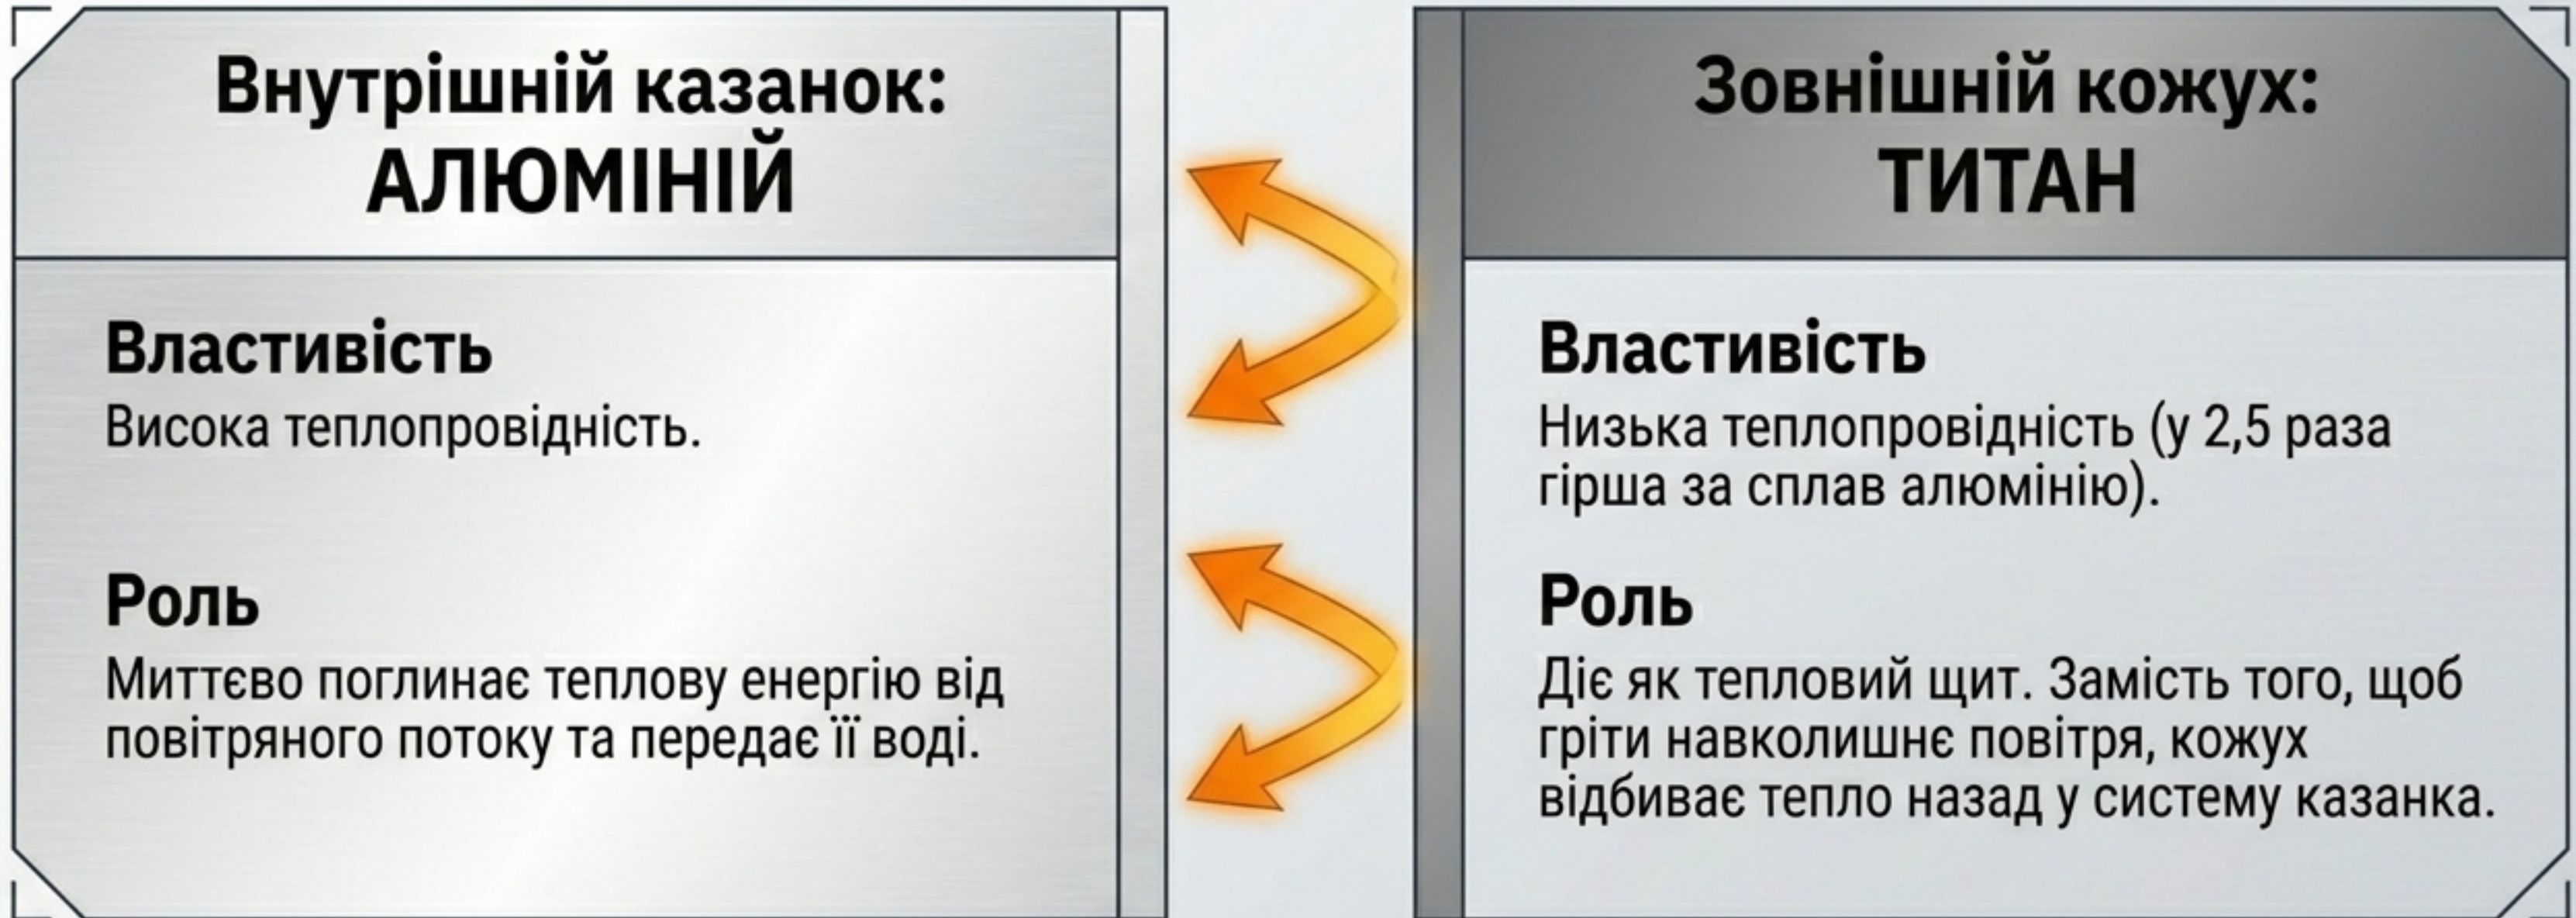 Внутрішній казанок:
АЛЮМІНІЙ
Властивість
Висока теплопровідність.
Роль
Миттєво поглинає теплову енергію від
повітряного потоку та передає її воді.
Зовнішній кожух:
ТИТАН
Властивість
Низька теплопровідність (у 2,5 раза
гірша за сплав алюмінію).
Роль
Діє як тепловий щит. Замість того, щоб
гріти навколишнє повітря, кожух
відбиває тепло назад у систему казанка.